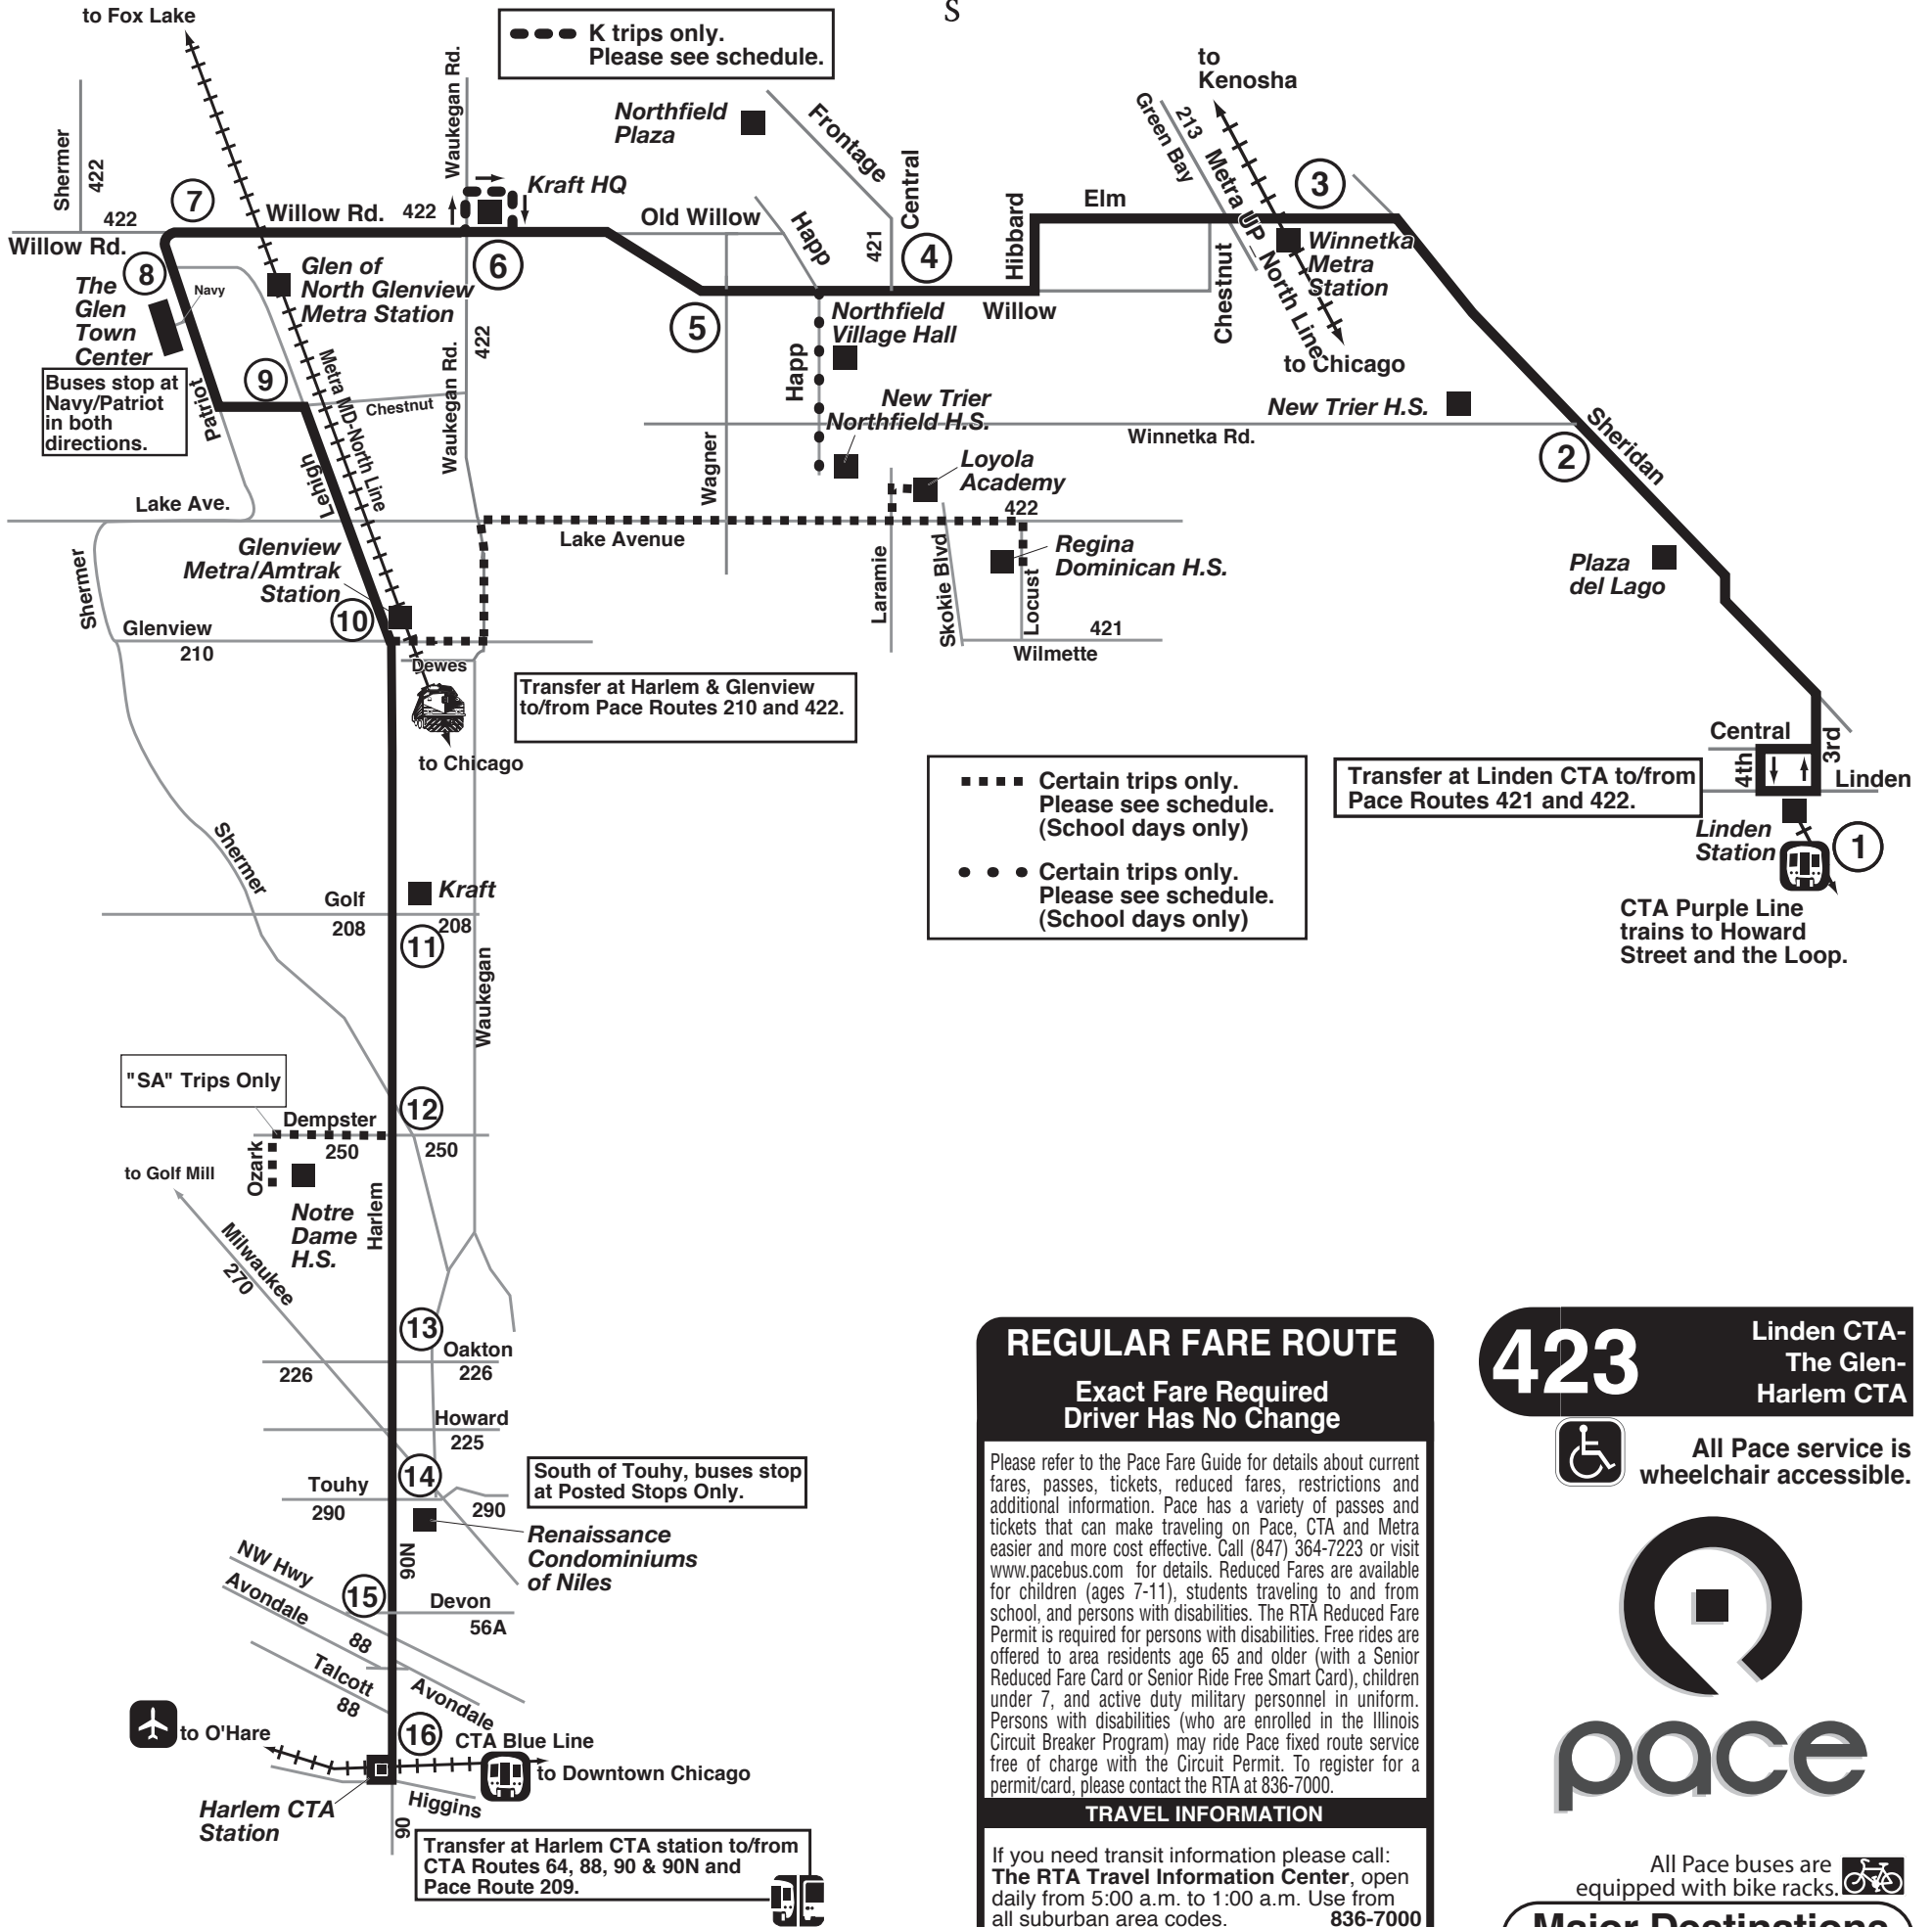 S
to Fox Lake
K trips only.
Please see schedule.
to
Kenosha
Shermer
422
422
Willow Rd.
7
Willow Rd.
422
Waukegan Rd.
Kraft HQ
6
Northfield
Plaza
Frontage
Old Willow
Happ
Central
421
4
Hibbard
Elm
Green Bay
213
Metra UP - North Line
3
Winnetka
Metra
Station
Chestnut
to Chicago
8
The
Glen
Town
Center
Navy
Glen of
North Glenview
Metra Station
422
5
Northfield
Village Hall
Willow
Buses stop at
Navy/Patriot
in both
directions.
Patriot
9
Metra MD-North Line
Chestnut
Waukegan Rd.
Happ
New Trier
Northfield H.S.
New Trier H.S.
Winnetka Rd.
Sheridan
2
Lehigh
Wagner
Loyola
Academy
Lake Ave.
Lake Avenue
422
Shermer
Glenview
Metra/Amtrak
Station
10
Laramie
Skokie Blvd
Regina
Dominican H.S.
Locust
Plaza
del Lago
Glenview
210
421
Wilmette
Dewes
Transfer at Harlem & Glenview
to/from Pace Routes 210 and 422.
to Chicago
Certain trips only.
Please see schedule.
(School days only)
Certain trips only.
Please see schedule.
(School days only)
Transfer at Linden CTA to/from
Pace Routes 421 and 422.
Central
4th
3rd
Linden
Linden
Station
1
CTA Purple Line
trains to Howard
Street and the Loop.
Shermer
Kraft
Golf
208
208
11
Waukegan
"SA" Trips Only
12
Dempster
250
250
Ozark
to Golf Mill
Notre
Dame
H.S.
Harlem
Milwaukee
270
13
Oakton
226
226
Howard
225
14
Touhy
290
290
South of Touhy, buses stop
at Posted Stops Only.
Renaissance
Condominiums
of Niles
90N
NW Hwy
Avondale
15
Devon
56A
88
Talcott
88
Avondale
16
to O'Hare
CTA Blue Line
to Downtown Chicago
Higgins
Harlem CTA
Station
90
Transfer at Harlem CTA station to/from
CTA Routes 64, 88, 90 & 90N and
Pace Route 209.
REGULAR FARE ROUTE
Exact Fare Required
Driver Has No Change
Please refer to the Pace Fare Guide for details about current
fares, passes, tickets, reduced fares, restrictions and
additional information. Pace has a variety of passes and
tickets that can make traveling on Pace, CTA and Metra
easier and more cost effective. Call (847) 364-7223 or visit
www.pacebus.com for details. Reduced Fares are available
for children (ages 7-11), students traveling to and from
school, and persons with disabilities. The RTA Reduced Fare
Permit is required for persons with disabilities. Free rides are
offered to area residents age 65 and older (with a Senior
Reduced Fare Card or Senior Ride Free Smart Card), children
under 7, and active duty military personnel in uniform.
Persons with disabilities (who are enrolled in the Illinois
Circuit Breaker Program) may ride Pace fixed route service
free of charge with the Circuit Permit. To register for a
permit/card, please contact the RTA at 836-7000.
TRAVEL INFORMATION
If you need transit information please call:
The RTA Travel Information Center, open
daily from 5:00 a.m. to 1:00 a.m. Use from
all suburban area codes. 836-7000
423
Linden CTA-
The Glen-
Harlem CTA
All Pace service is
wheelchair accessible.
pace
All Pace buses are
equipped with bike racks.
Major Destinations